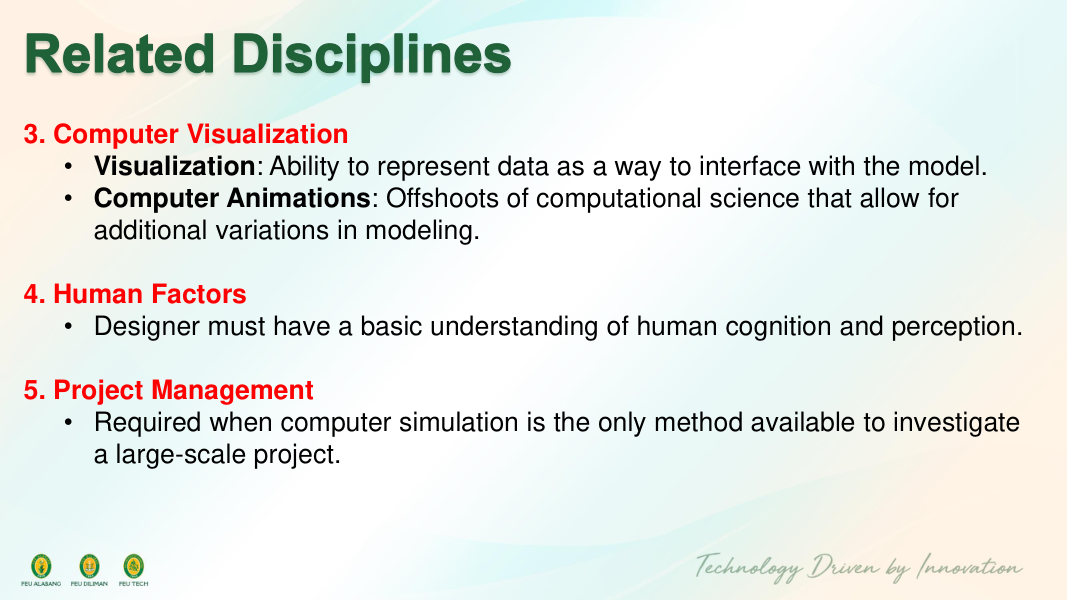 Related Disciplines
3. Computer Visualization
• Visualization: Ability to represent data as a way to interface with the model.
• Computer Animations: Offshoots of computational science that allow for
additional variations in modeling.
4. Human Factors
• Designer must have a basic understanding of human cognition and perception.
5. Project Management
• Required when computer simulation is the only method available to investigate
a large-scale project.
FEU ALABANG FEU DILIMAN FEU TECH
Technology Driven by Innovation